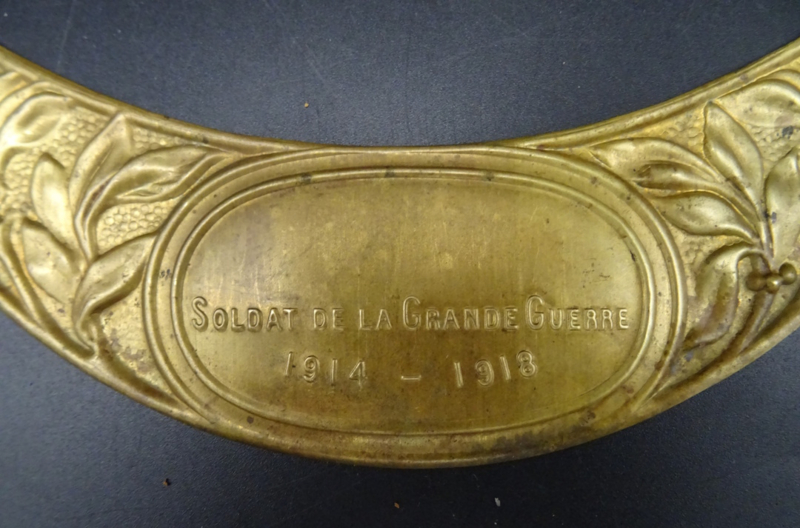 SOLDAT DE LA GRANDE GUERRE
1914 - 1918